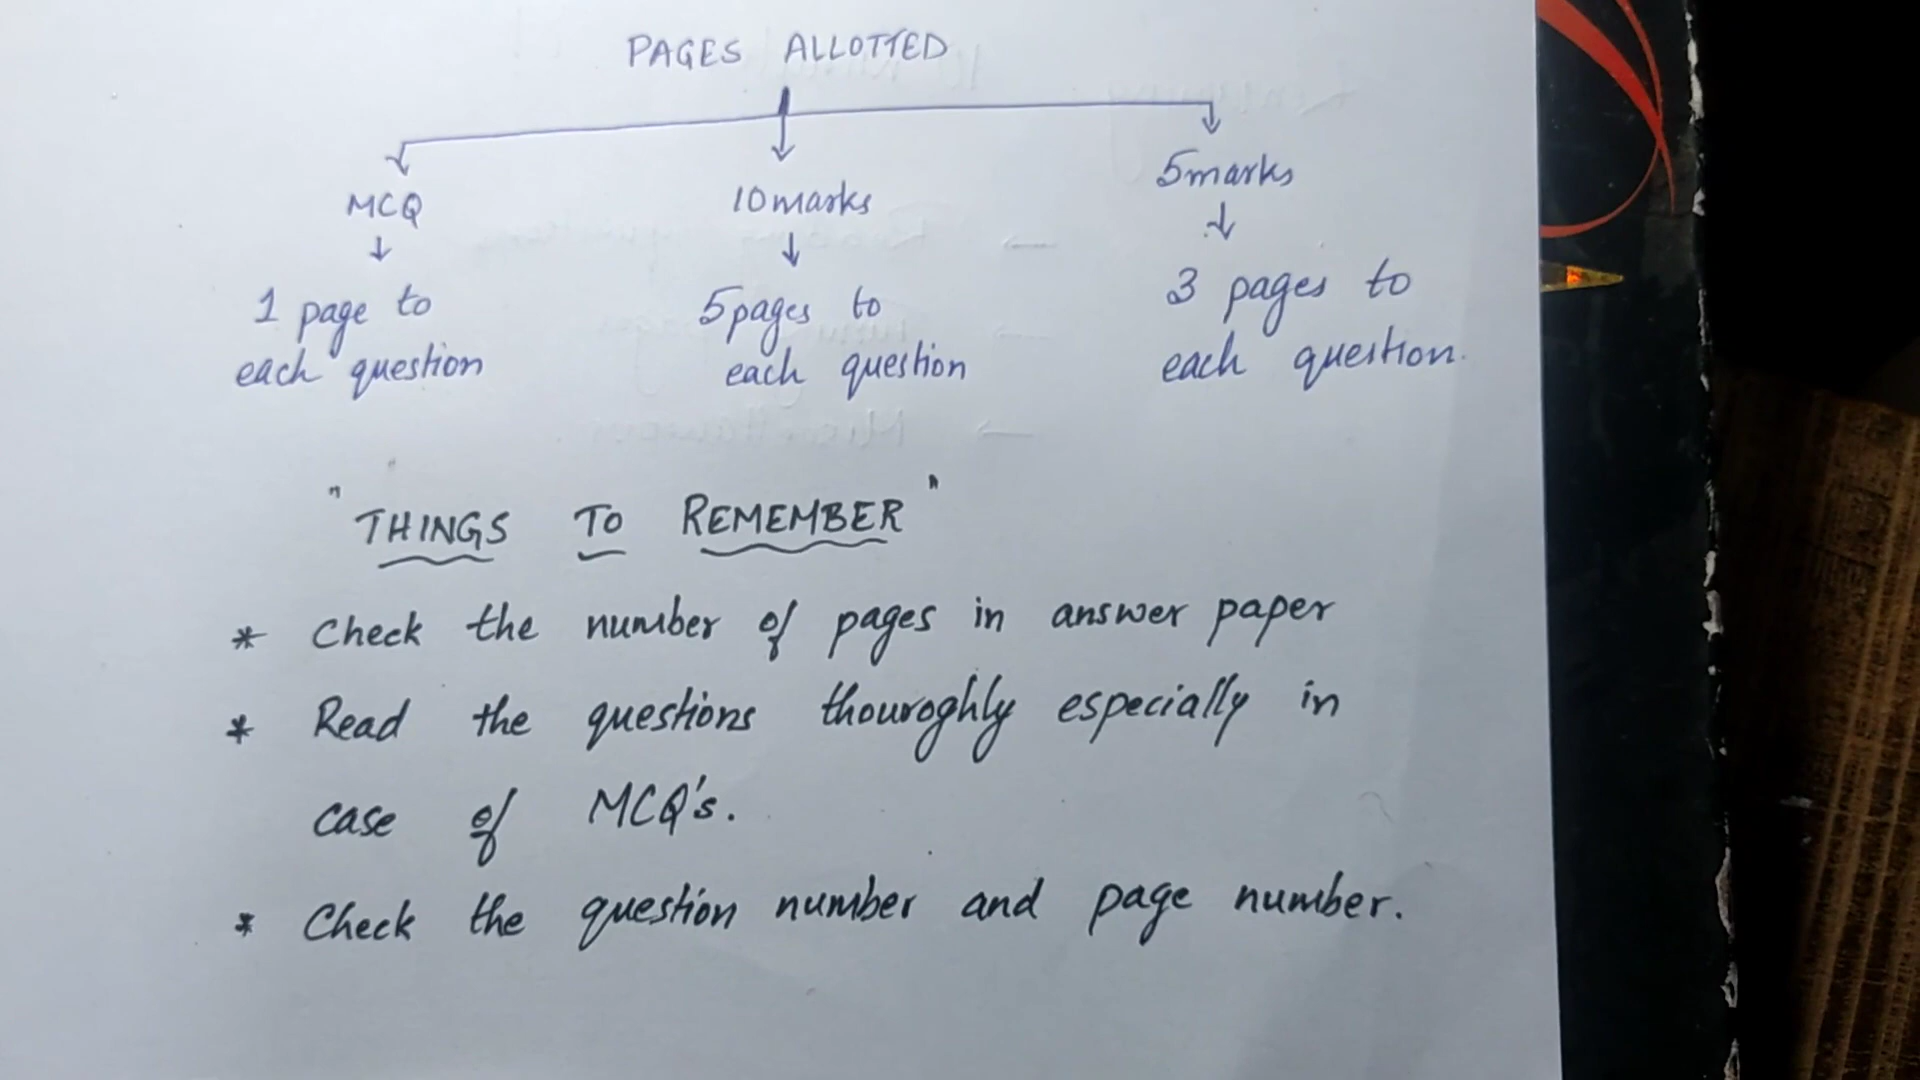 PAGES ALLOTTED
MCQ 10marks 5marks
1 page to 5pages to 3 pages to
each question each question each question.
"THINGS TO REMEMBER"
* Check the number of pages in answer paper
* Read the questions thouroghly especially in
case of MCQ's.
* Check the question number and page number.